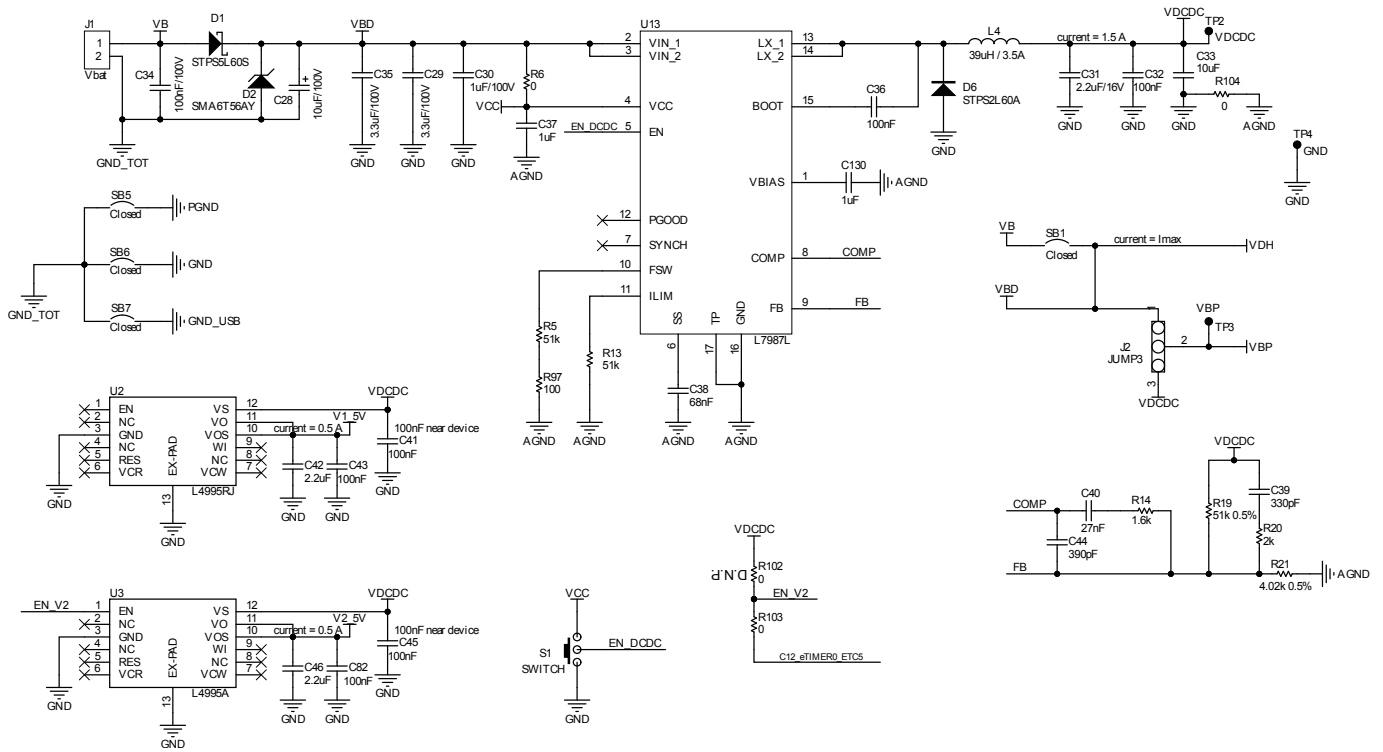 J1
1
2
Vbat
VB
D1
STPS5L60S
C34
100nF/100V
D2
SMA6T56AY
C28
+
10uF/100V
GND_TOT
VBD
C35
3.3uF/100V
GND
C29
3.3uF/100V
GND
C30
1uF/100V
GND
R6
0
VCC
C37
1uF
AGND
EN_DCDC
U13
2
VIN_1
3
VIN_2
4
VCC
5
EN
12
PGOOD
7
SYNCH
10
FSW
11
ILIM
LX_1
13
LX_2
14
BOOT
15
VBIAS
1
COMP
8
COMP
FB
9
FB
SS
6
TP
17
GND
16
L7987L
R5
51k
R97
100
AGND
R13
51k
AGND
C38
68nF
AGND
AGND
C36
100nF
D6
STPS2L60A
GND
L4
39uH / 3.5A
current = 1.5 A
C31
2.2uF/16V
GND
C32
100nF
GND
VDCDC
TP2
VDCDC
C33
10uF
GND
R104
0
AGND
TP4
GND
GND
C130
1uF
AGND
SB5
Closed
PGND
SB6
Closed
GND
SB7
Closed
GND_USB
GND_TOT
VB
SB1
Closed
current = Imax
VDH
VBD
1
J2
JUMP3
2
3
VDCDC
VBP
TP3
VBP
U2
1
EN
2
NC
3
GND
4
NC
5
RES
6
VCR
EX-PAD
13
VS
12
VO
11
VOS
10
WI
9
NC
8
VCW
7
L4995RJ
GND
GND
current = 0.5 A
V1_5V
VDCDC
100nF near device
C41
100nF
GND
C42
2.2uF
GND
C43
100nF
GND
EN_V2
U3
1
EN
2
NC
3
GND
4
NC
5
RES
6
VCR
EX-PAD
13
VS
12
VO
11
VOS
10
WI
9
NC
8
VCW
7
L4995A
GND
GND
current = 0.5 A
V2_5V
VDCDC
100nF near device
C45
100nF
GND
C46
2.2uF
GND
C82
100nF
GND
VCC
S1
SWITCH
EN_DCDC
GND
VDCDC
D.N.P.
R102
0
EN_V2
R103
0
C12_eTIMER0_ETC5
COMP
C40
27nF
R14
1.6k
C44
390pF
FB
VDCDC
R19
51k 0.5%
C39
330pF
R20
2k
R21
4.02k 0.5%
AGND